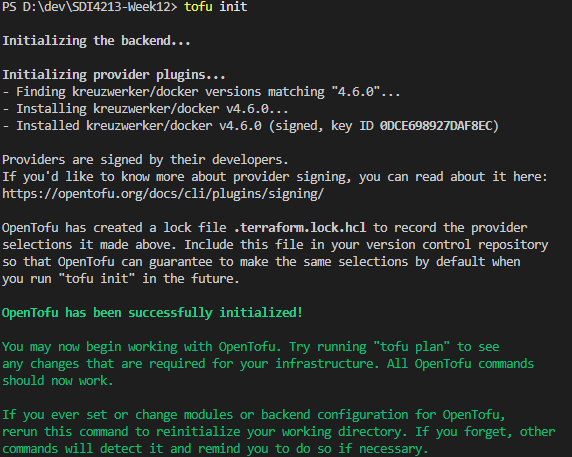 PS D:\dev\SDI4213-Week12> tofu init
Initializing the backend...
Initializing provider plugins...
- Finding kreuzwerker/docker versions matching "4.6.0"...
- Installing kreuzwerker/docker v4.6.0...
- Installed kreuzwerker/docker v4.6.0 (signed, key ID 0DCE698927DAF8EC)
Providers are signed by their developers.
If you'd like to know more about provider signing, you can read about it here:
https://opentofu.org/docs/cli/plugins/signing/
OpenTofu has created a lock file .terraform.lock.hcl to record the provider
selections it made above. Include this file in your version control repository
so that OpenTofu can guarantee to make the same selections by default when
you run "tofu init" in the future.
OpenTofu has been successfully initialized!
You may now begin working with OpenTofu. Try running "tofu plan" to see
any changes that are required for your infrastructure. All OpenTofu commands
should now work.
If you ever set or change modules or backend configuration for OpenTofu,
rerun this command to reinitialize your working directory. If you forget, other
commands will detect it and remind you to do so if necessary.